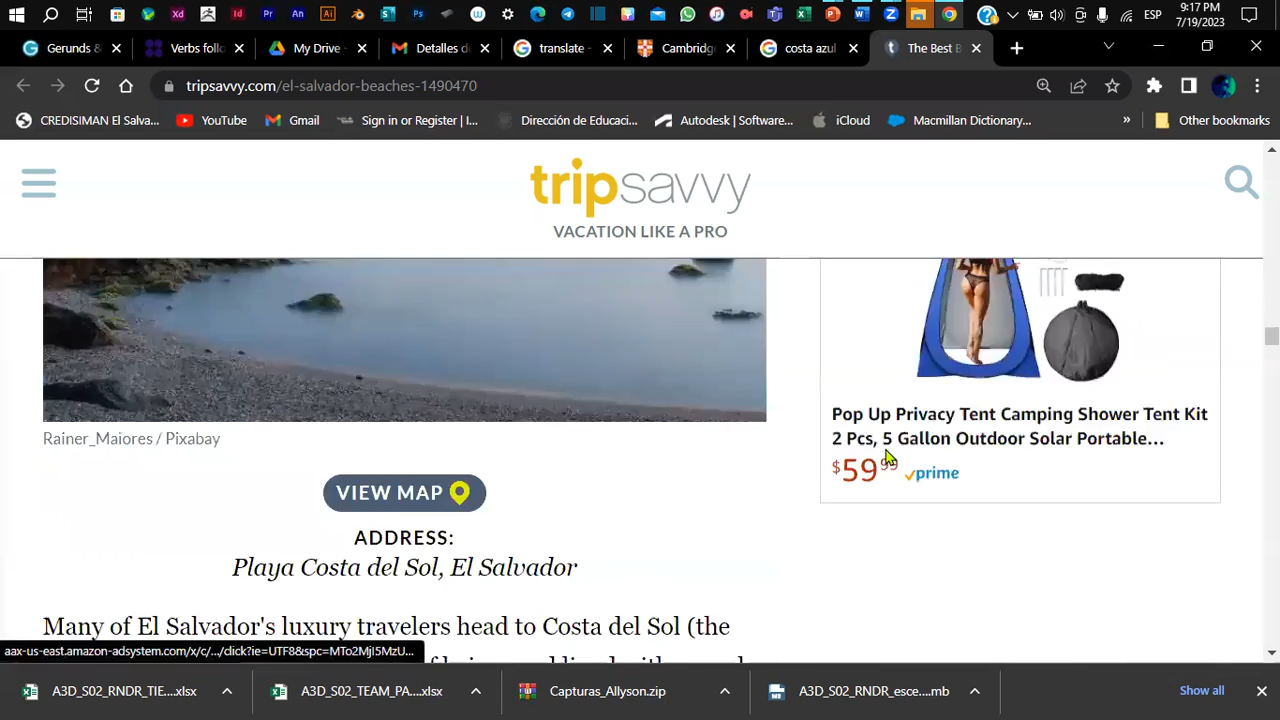 9:17 PM
ESP
7/19/2023
Gerunds &
Verbs follo
My Drive -
Detalles d
translate -
Cambridg
costa azul
The Best B
tripsavvy.com/el-salvador-beaches-1490470
CREDISIMAN El Salva...
YouTube
Gmail
Sign in or Register | I...
Dirección de Educaci...
Autodesk | Software...
iCloud
Macmillan Dictionary...
»
Other bookmarks
tripsavvy
VACATION LIKE A PRO
Pop Up Privacy Tent Camping Shower Tent Kit
2 Pcs, 5 Gallon Outdoor Solar Portable...
$59 99 prime
Rainer_Maiores / Pixabay
VIEW MAP
ADDRESS:
Playa Costa del Sol, El Salvador
Many of El Salvador's luxury travelers head to Costa del Sol (the
aax-us-east.amazon-adsystem.com/x/c/.../click?ie=UTF8&spc=MTo2MjI5MzU...
A3D_S02_RNDR_TIE....xlsx
A3D_S02_TEAM_PA....xlsx
Capturas_Allyson.zip
A3D_S02_RNDR_esce....mb
Show all